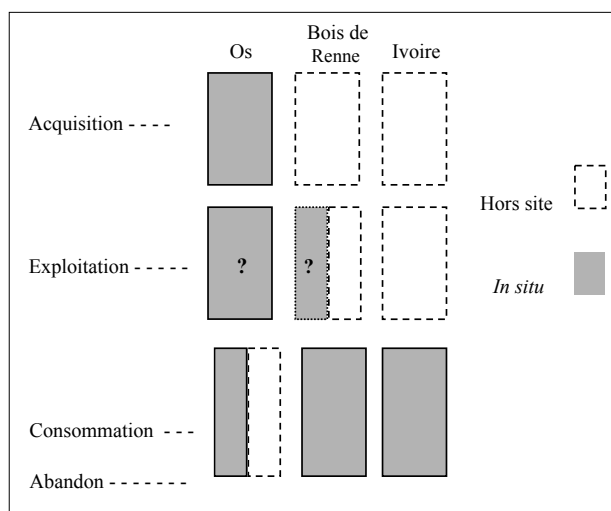 Os
Bois de
Renne
Ivoire
Acquisition - - - -
Hors site
Exploitation - - - - -
?
?
In situ
Consommation - - -
Abandon - - - - - - -